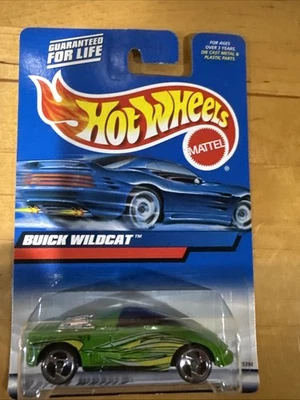 GUARANTEED
FOR LIFE
FOR AGES
OVER 3 YEARS
DIE CAST METAL &
PLASTIC PARTS
HOT WHEELS
MATTEL
®
BUICK WILDCAT™